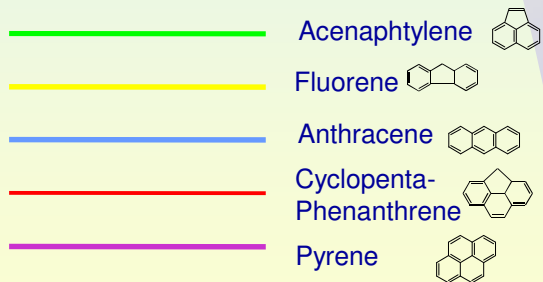 Acenaphtylene
Fluorene
Anthracene
Cyclopenta-
Phenanthrene
Pyrene